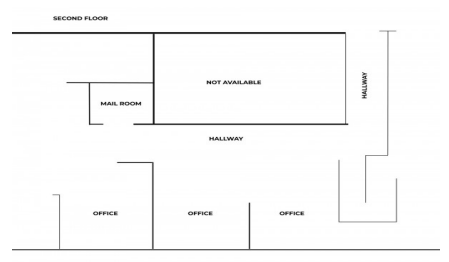 SECOND FLOOR
NOT AVAILABLE
HALLWAY
MAIL ROOM
HALLWAY
OFFICE
OFFICE
OFFICE